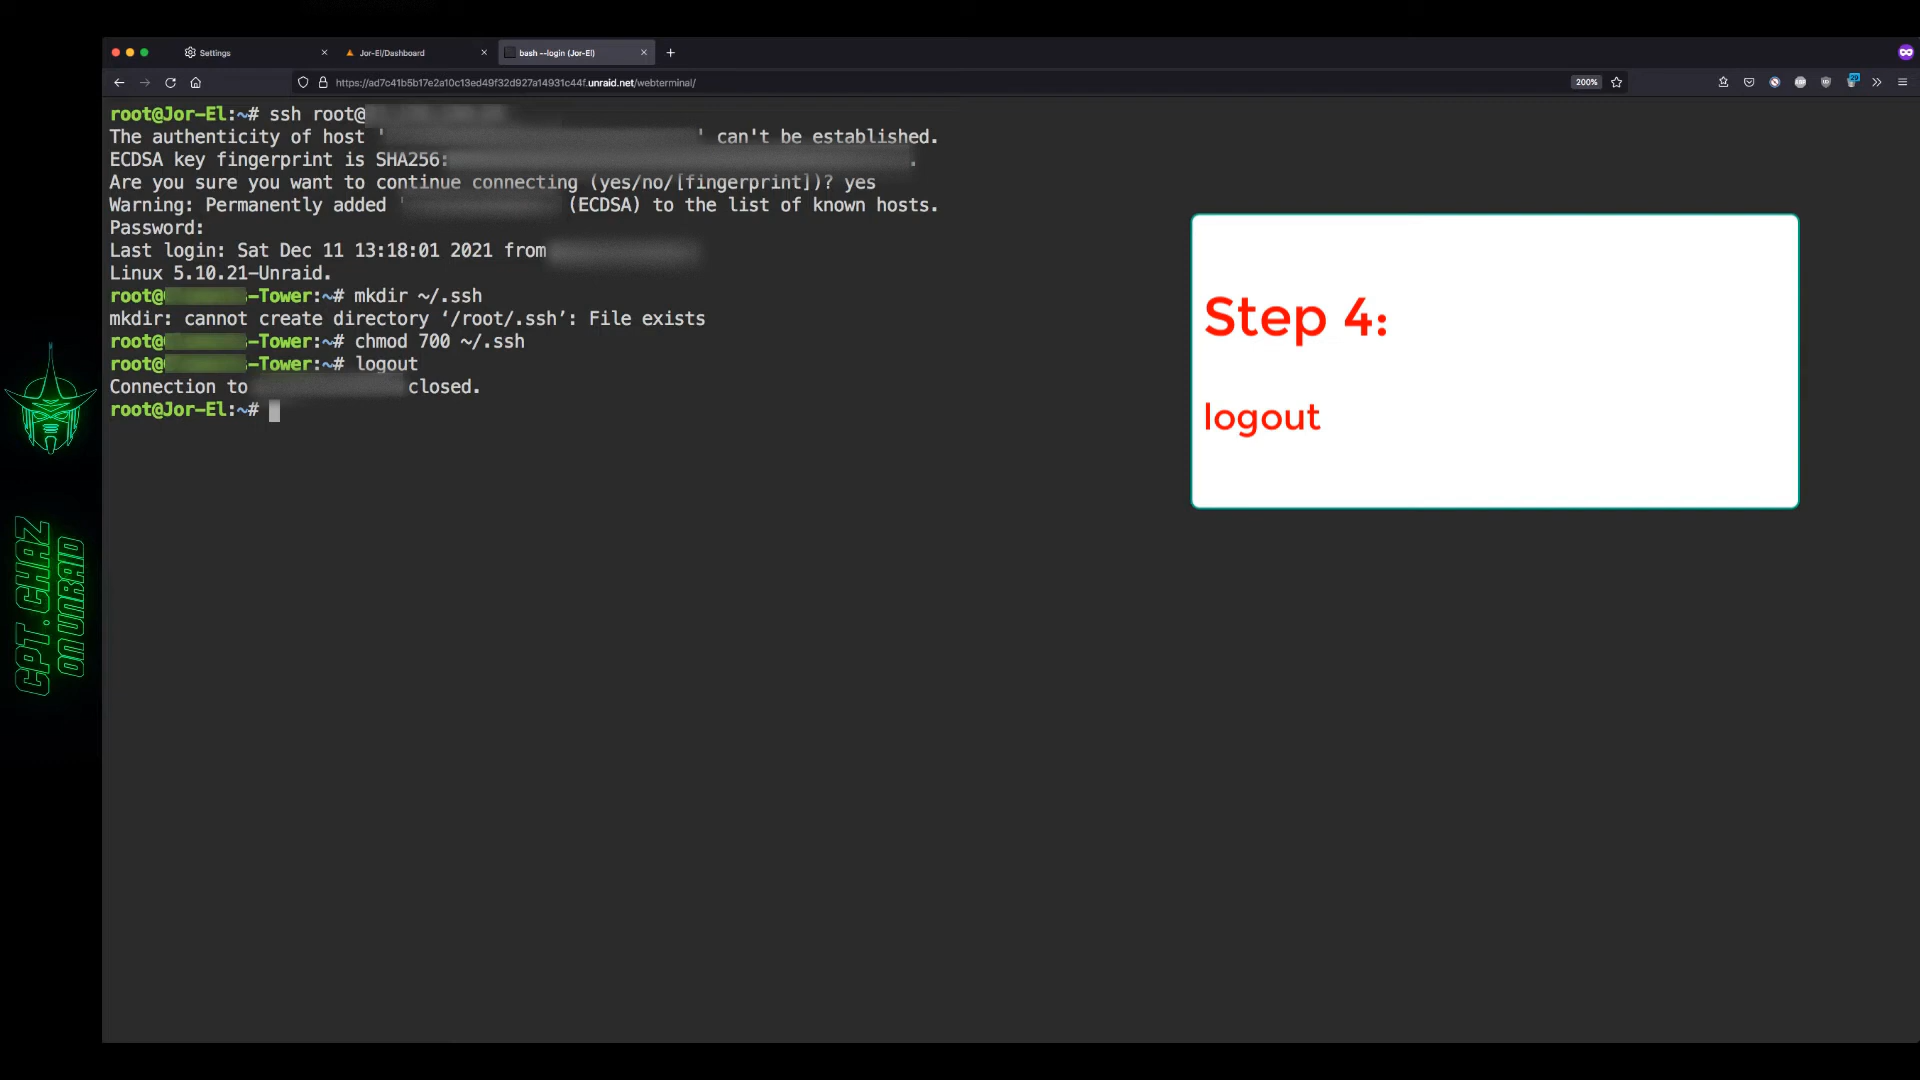 Settings
Jor-El/Dashboard
bash --login (Jor-El)
https://ad7c41b5b17e2a10c13ed49f32d927a14931c44f.unraid.net/webterminal/
200%
root@Jor-El:~# ssh root@
The authenticity of host ' ' can't be established.
ECDSA key fingerprint is SHA256: .
Are you sure you want to continue connecting (yes/no/[fingerprint])? yes
Warning: Permanently added ' (ECDSA) to the list of known hosts.
Password:
Last login: Sat Dec 11 13:18:01 2021 from
Linux 5.10.21-Unraid.
root@ -Tower:~# mkdir ~/.ssh
mkdir: cannot create directory ‘/root/.ssh’: File exists
root@ -Tower:~# chmod 700 ~/.ssh
root@ -Tower:~# logout
Connection to closed.
root@Jor-El:~#
Step 4:
logout
CPT. CHAZ
ON UNRAID